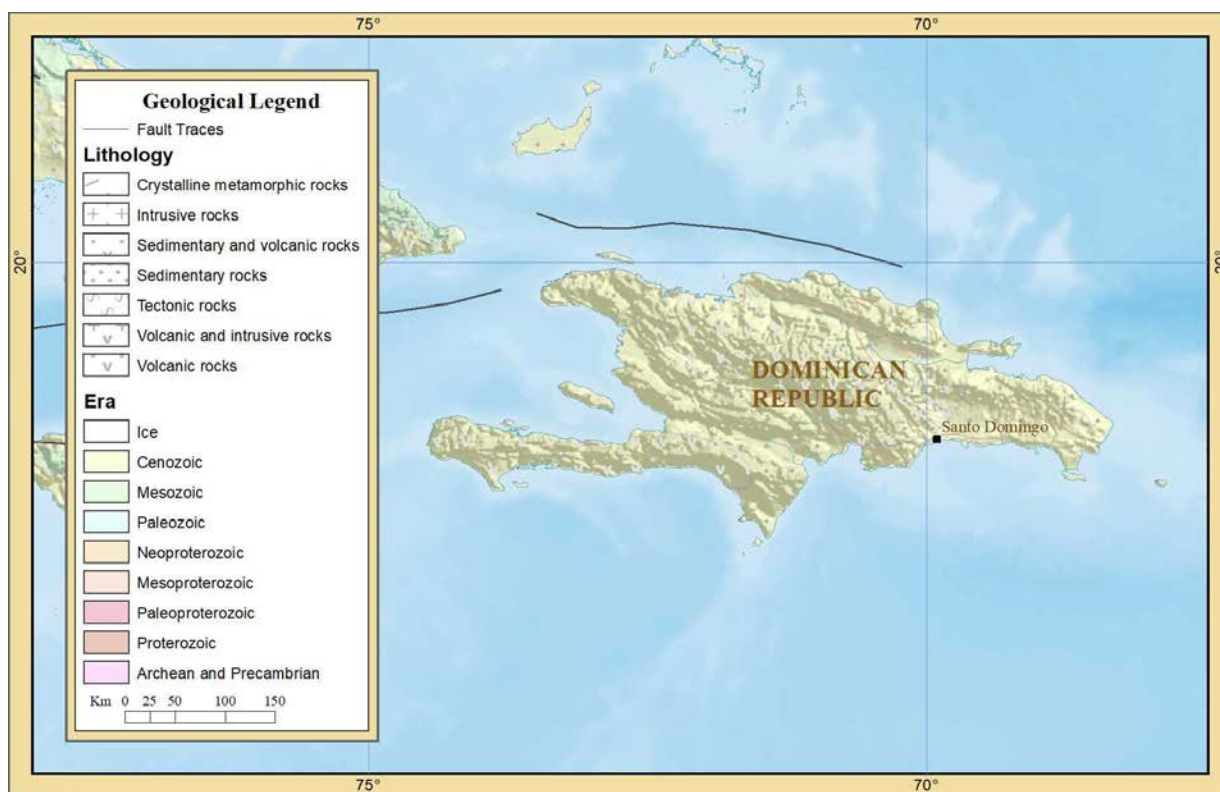 75°
70°
Geological Legend
Fault Traces
Lithology
Crystalline metamorphic rocks
Intrusive rocks
Sedimentary and volcanic rocks
Sedimentary rocks
Tectonic rocks
Volcanic and intrusive rocks
Volcanic rocks
Era
Ice
Cenozoic
Mesozoic
Paleozoic
Neoproterozoic
Mesoproterozoic
Paleoproterozoic
Proterozoic
Archean and Precambrian
Km 0 25 50 100 150
20°
20°
DOMINICAN
REPUBLIC
Santo Domingo
75°
70°